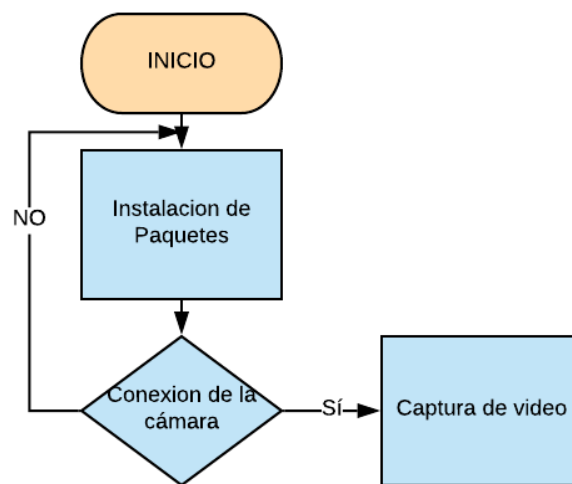 INICIO
Instalacion de
Paquetes
NO
Conexion de la
cámara
Sí
Captura de video